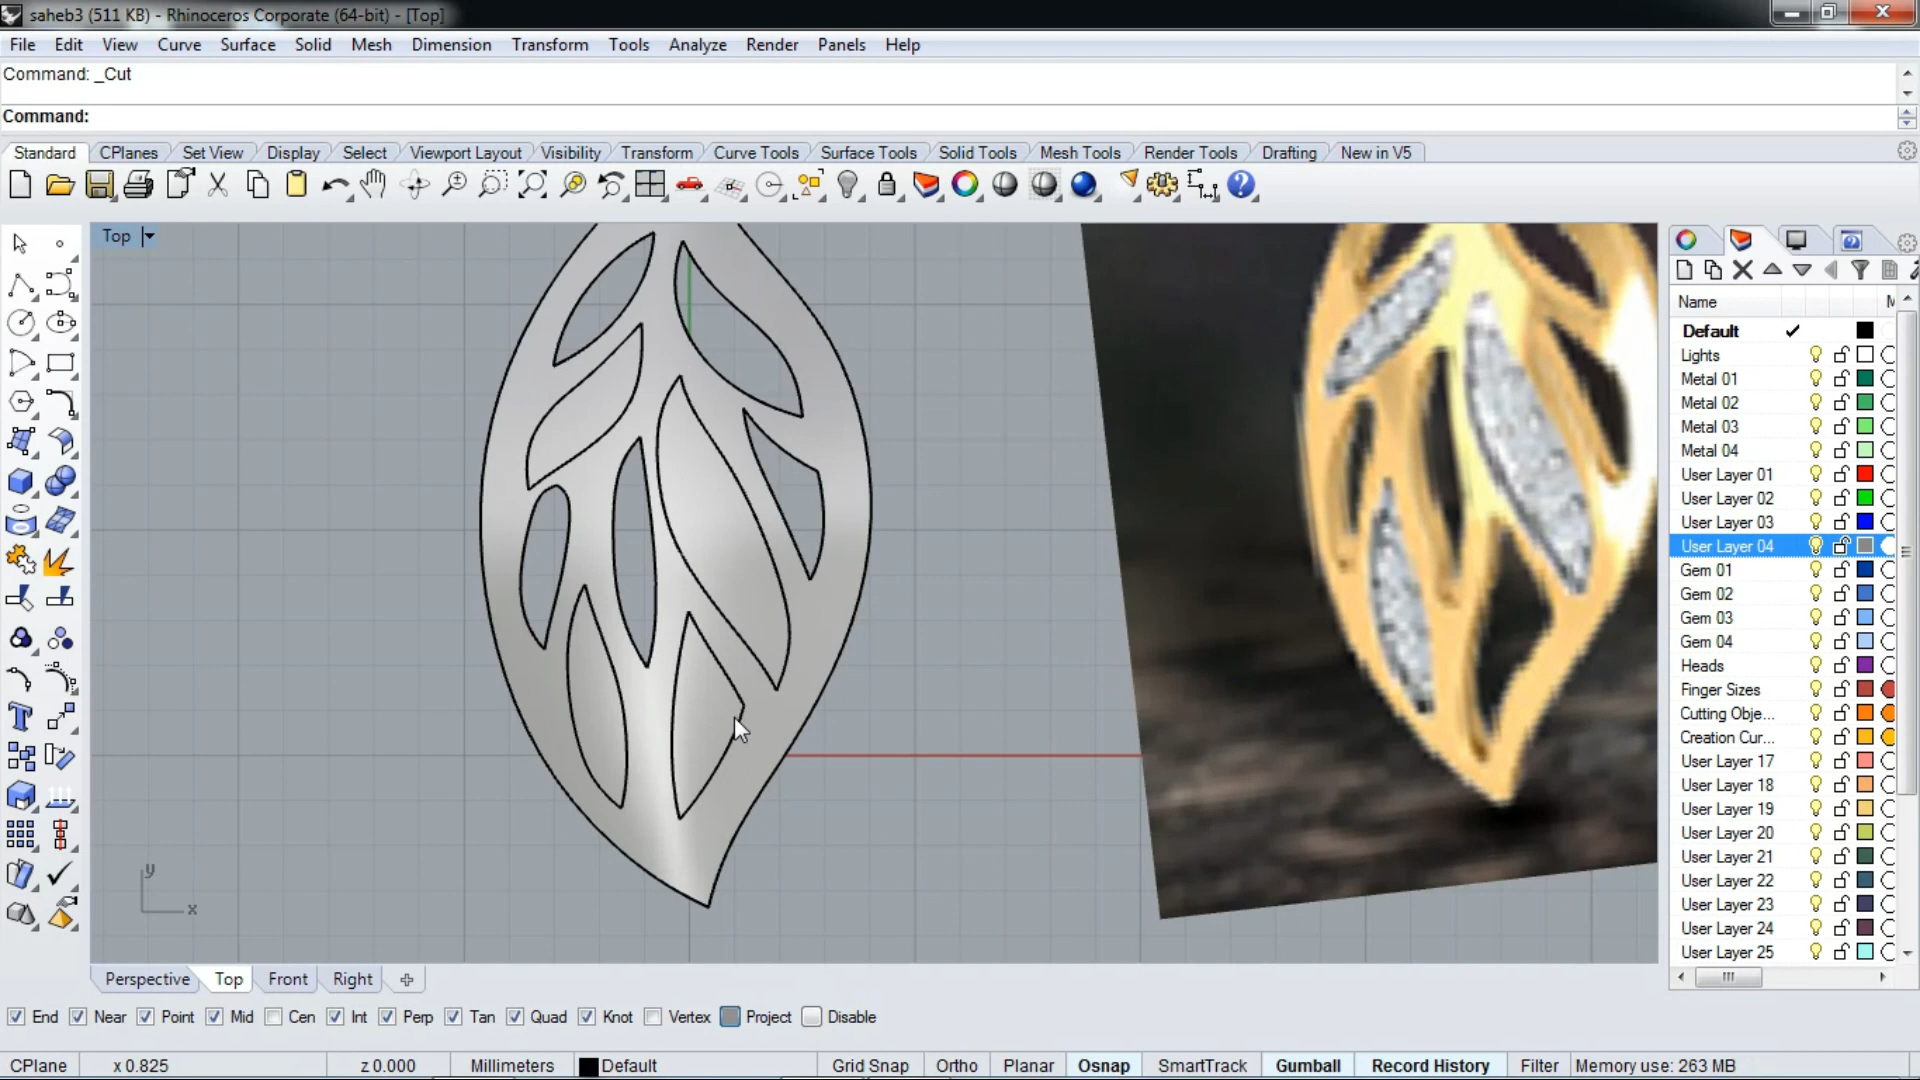 saheb3 (511 KB) - Rhinoceros Corporate (64-bit) - [Top]
File Edit View Curve Surface Solid Mesh Dimension Transform Tools Analyze Render Panels Help
Command: _Cut
Command:
Standard CPlanes Set View Display Select Viewport Layout Visibility Transform Curve Tools Surface Tools Solid Tools Mesh Tools Render Tools Drafting New in V5
Top
Name M
Default
Lights
Metal 01
Metal 02
Metal 03
Metal 04
User Layer 01
User Layer 02
User Layer 03
User Layer 04
Gem 01
Gem 02
Gem 03
Gem 04
Heads
Finger Sizes
Cutting Obje...
Creation Cur...
User Layer 17
User Layer 18
User Layer 19
User Layer 20
User Layer 21
User Layer 22
User Layer 23
User Layer 24
User Layer 25
y
x
Perspective Top Front Right
End Near Point Mid Cen Int Perp Tan Quad Knot Vertex Project Disable
CPlane x 0.825 z 0.000 Millimeters Default Grid Snap Ortho Planar Osnap SmartTrack Gumball Record History Filter Memory use: 263 MB